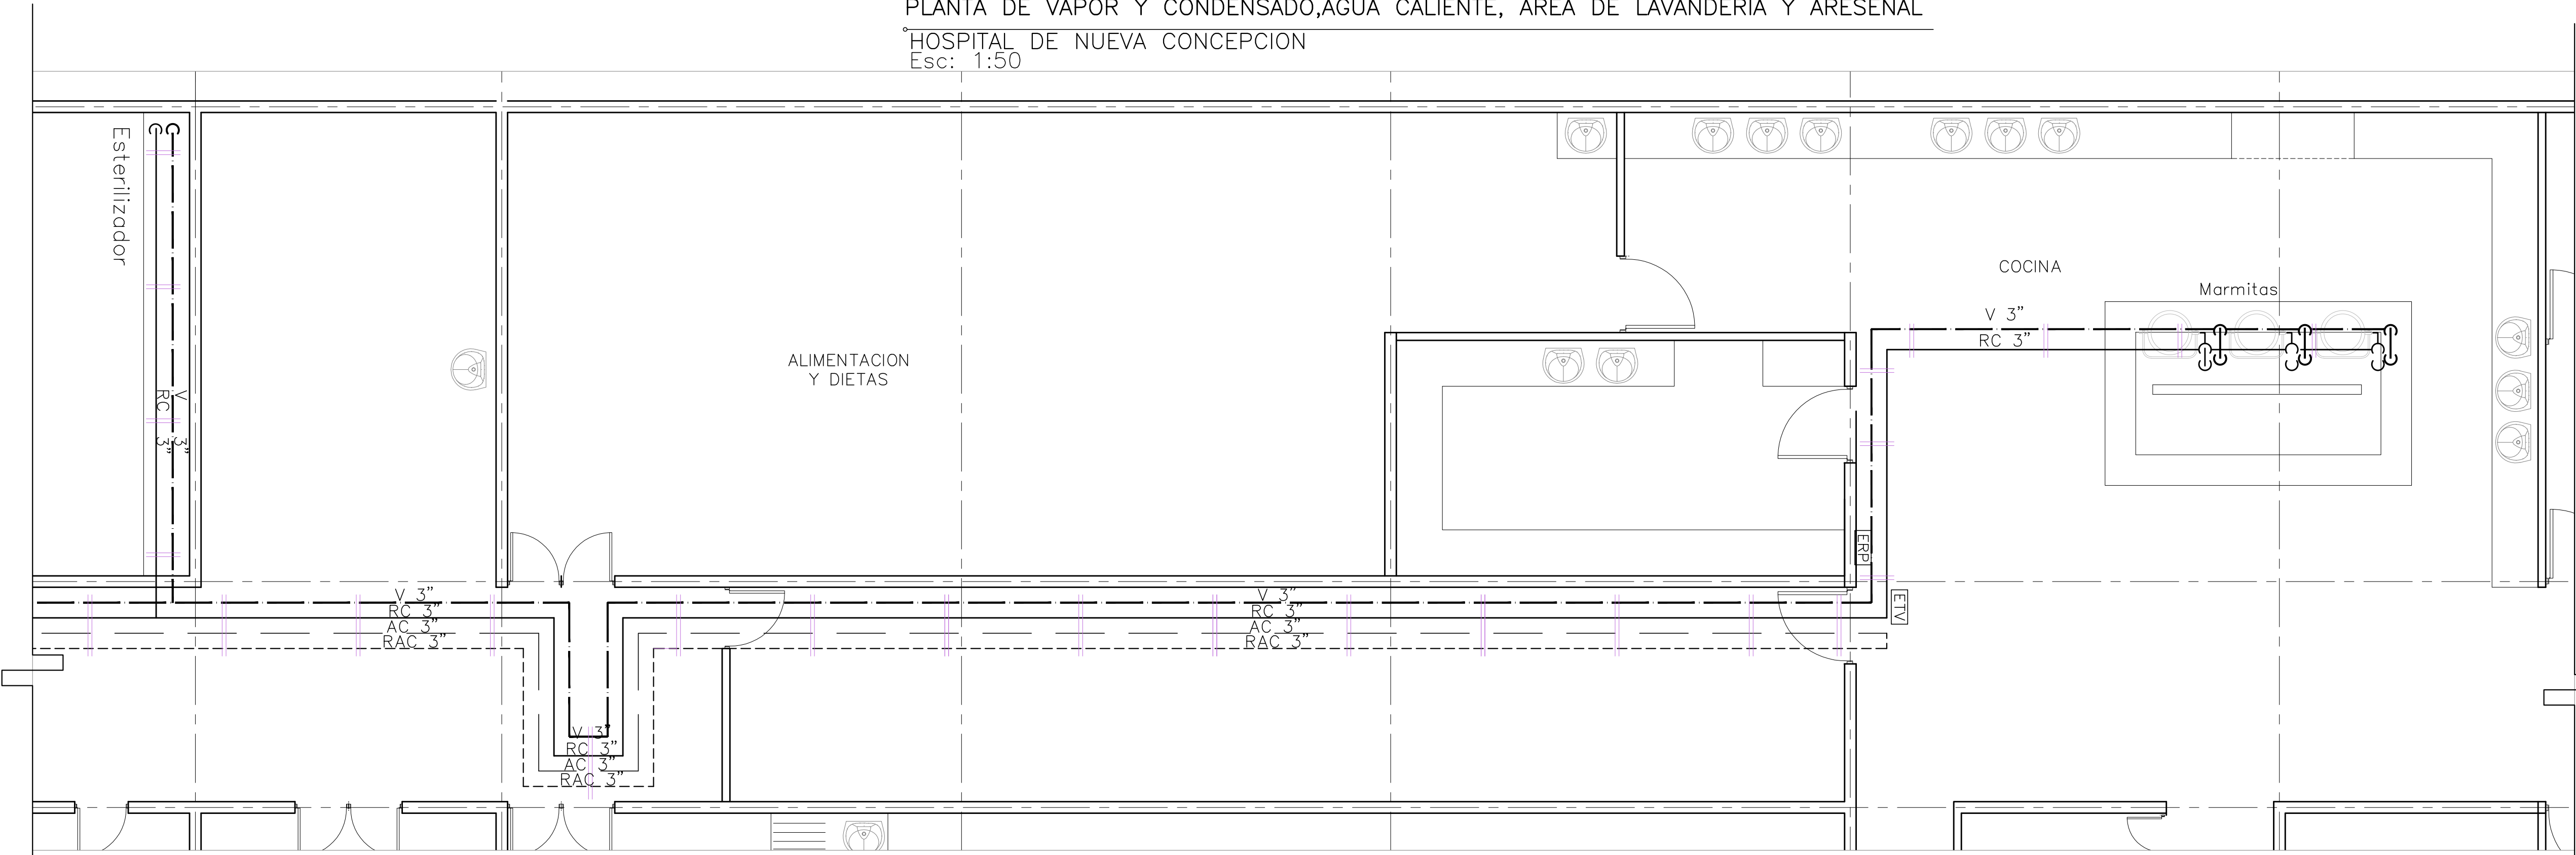 PLANTA DE VAPOR Y CONDENSADO,AGUA CALIENTE, AREA DE LAVANDERIA Y ARESENAL
HOSPITAL DE NUEVA CONCEPCION
Esc: 1:50
Esterilizador
V 3"
RC 3"
ALIMENTACION
Y DIETAS
COCINA
Marmitas
V 3"
RC 3"
ERP
ETV
V 3"
RC 3"
AC 3"
RAC 3"
V 3"
RC 3"
AC 3"
RAC 3"
V 3"
RC 3"
AC 3"
RAC 3"